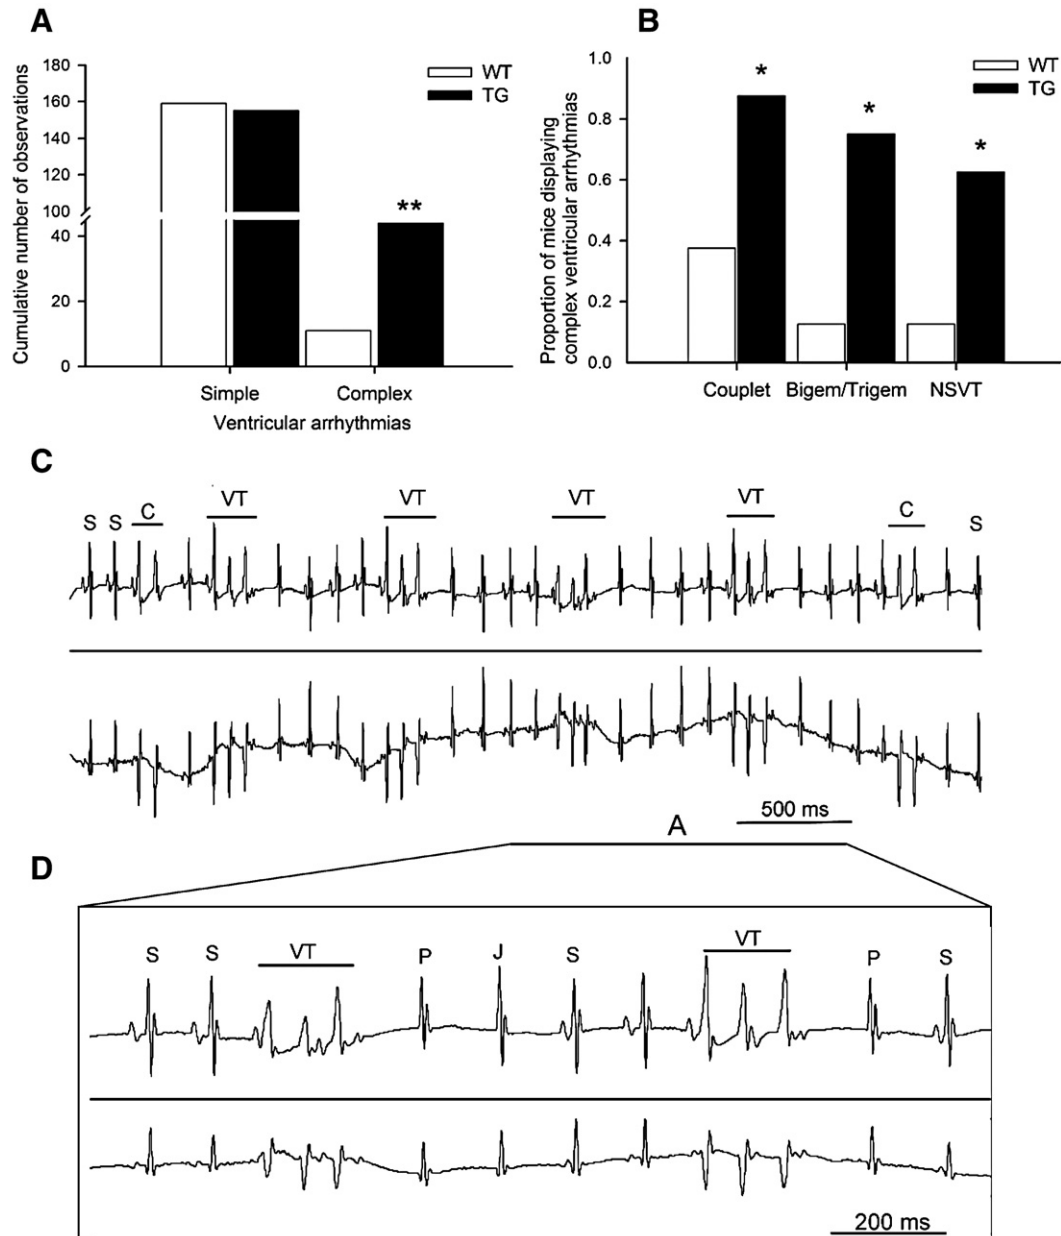 A
Cumulative number of observations
180
160
140
120
100
40
20
0
WT
TG
**
Simple Complex
Ventricular arrhythmias
B
Proportion of mice displaying
complex ventricular arrhythmias
1.0
0.8
0.6
0.4
0.2
0.0
WT
TG
* * *
Couplet Bigem/Trigem NSVT
C
S S C VT VT VT VT C S
500 ms
A
D
S S VT P J S VT P S
200 ms